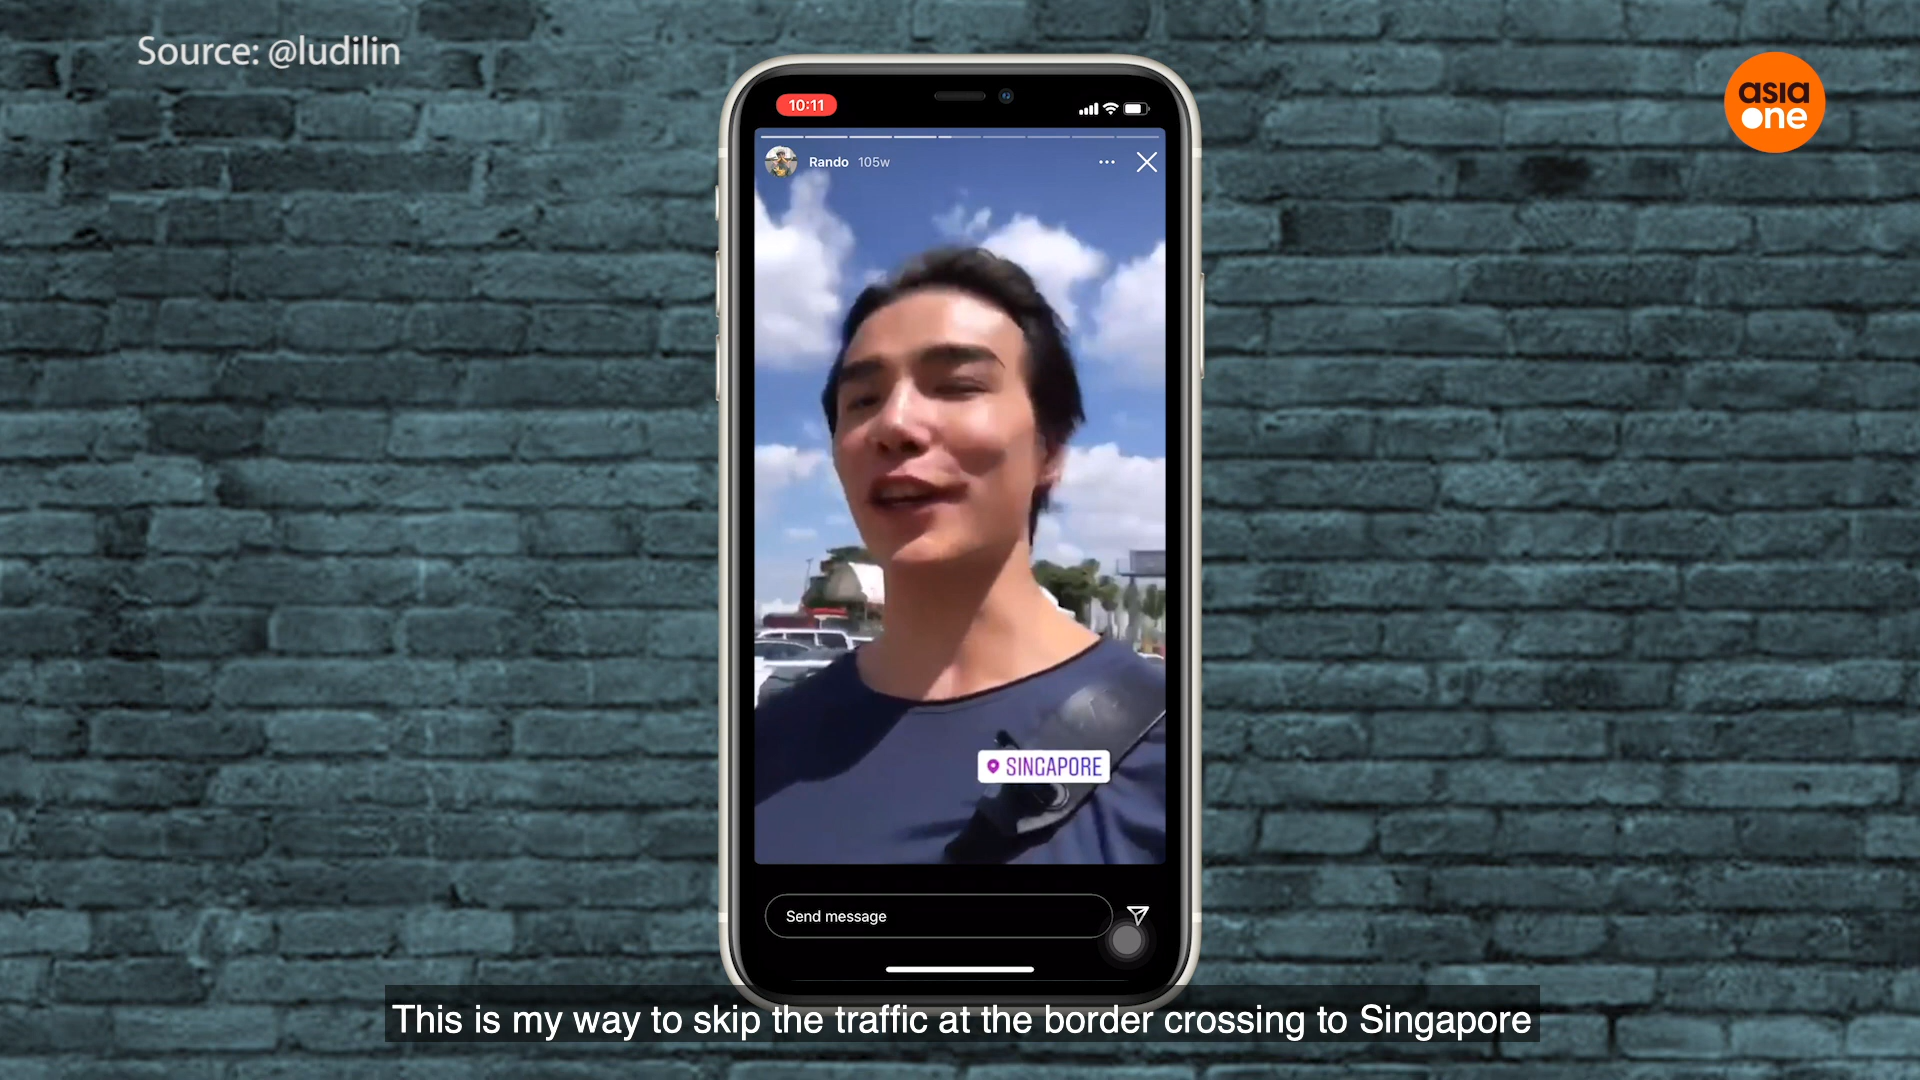 Source: @ludilin
asia
one
10:11
Rando 105w
SINGAPORE
Send message
This is my way to skip the traffic at the border crossing to Singapore